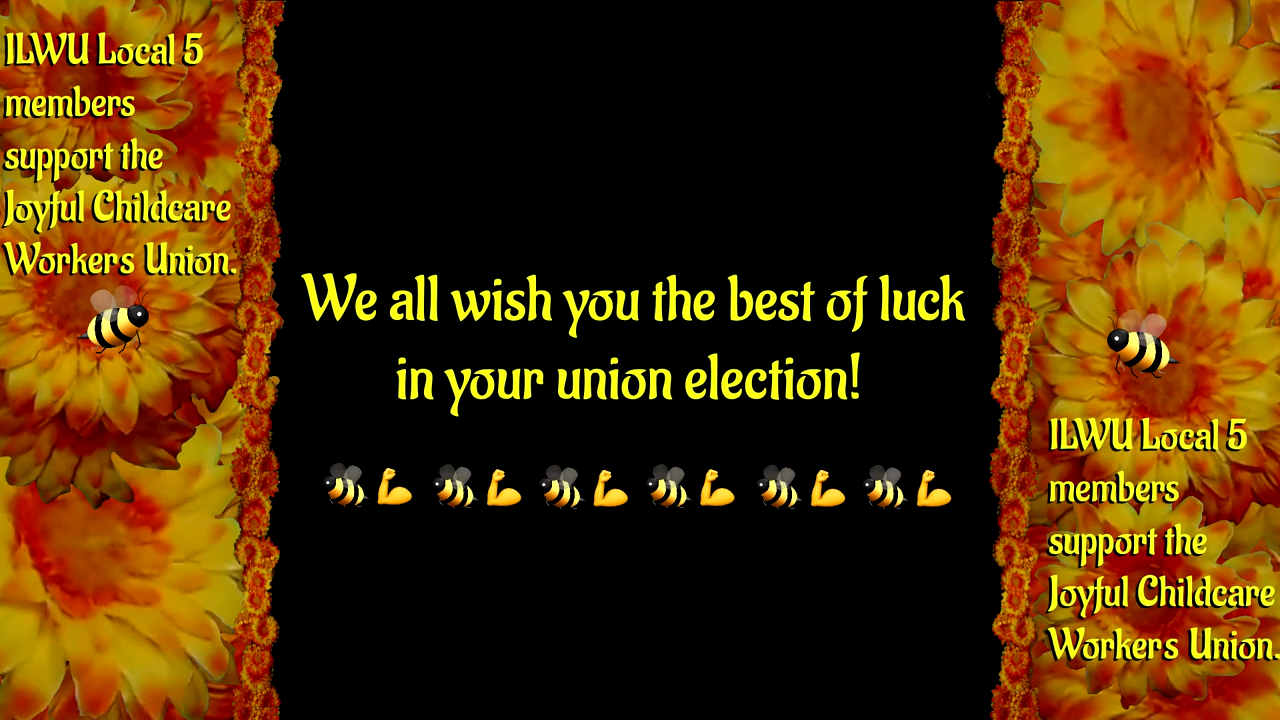 ILWU Local 5
members
support the
Joyful Childcare
Workers Union.
We all wish you the best of luck
in your union election!
🐝💪 🐝💪 🐝💪 🐝💪 🐝💪 🐝💪
ILWU Local 5
members
support the
Joyful Childcare
Workers Union.